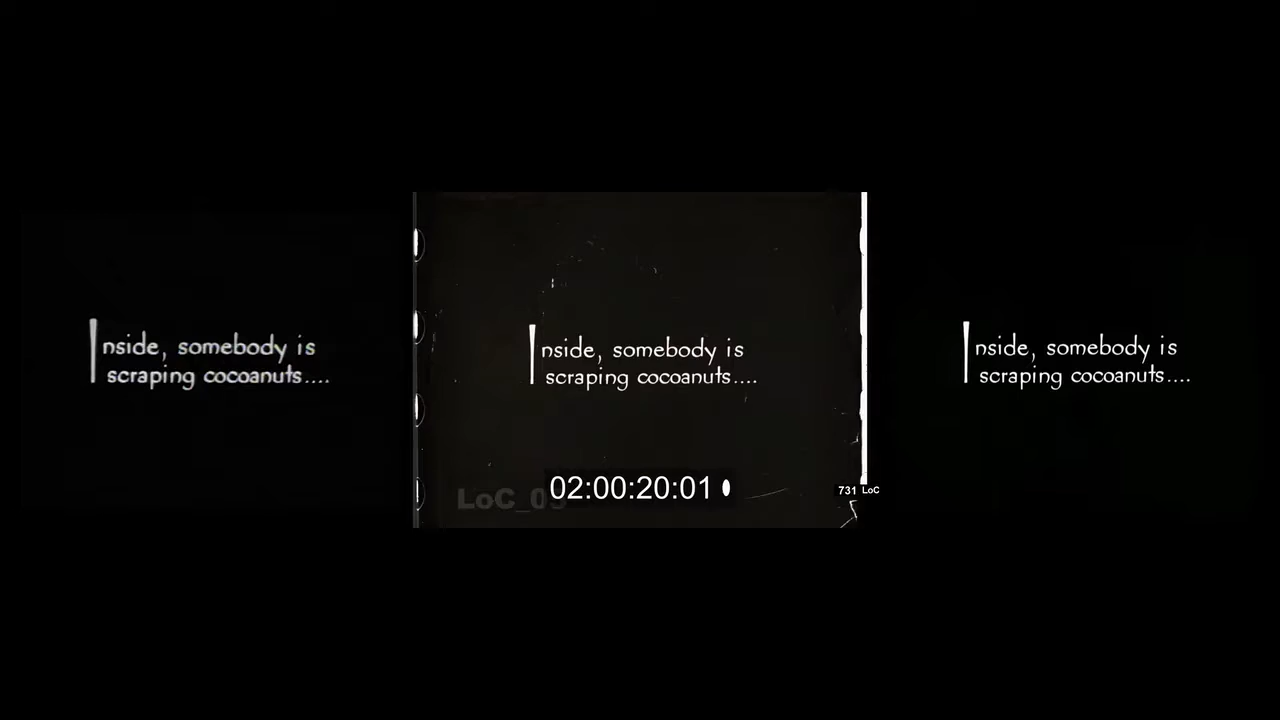 Inside, somebody is
scraping cocoanuts....
Inside, somebody is
scraping cocoanuts....
02:00:20:01
731 LoC
LoC_0
Inside, somebody is
scraping cocoanuts....